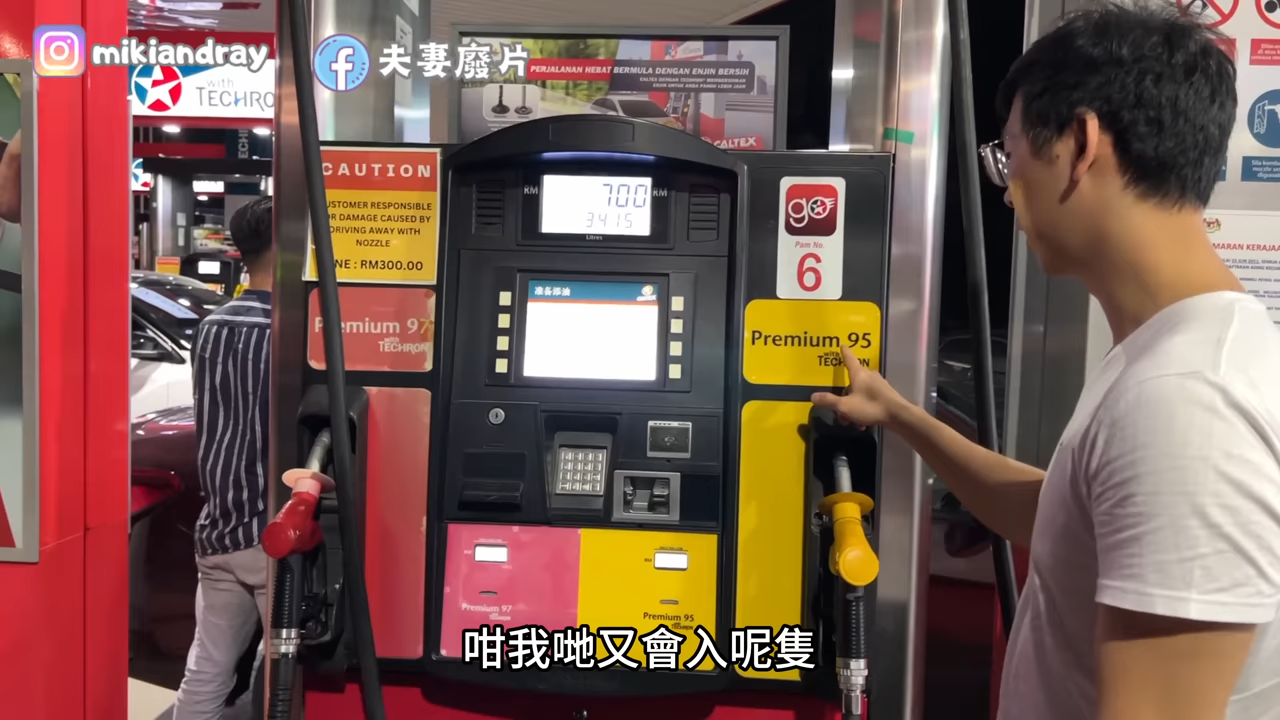 mikiandray
夫妻廢片
with
TECHRO
PERJALANAN HEBAT BERMULA DENGAN ENJIN BERSIH
CALTEX
CAUTION
CUSTOMER RESPONSIBLE
FOR DAMAGE CAUSED BY
DRIVING AWAY WITH
NOZZLE
FINE : RM300.00
RM
700
RM
34.15
Litres
准备添油
go
Pam No.
6
Premium 97
with
TECHRON
Premium 95
with
TECHRON
Premium 97
Premium 95
TECHRON
咁我哋又會入呢隻